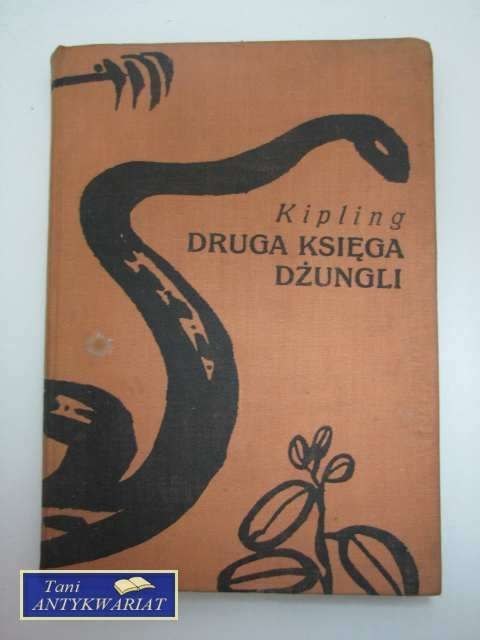 Kipling
DRUGA KSIĘGA
DŻUNGLI
Tani
ANTYKWARIAT